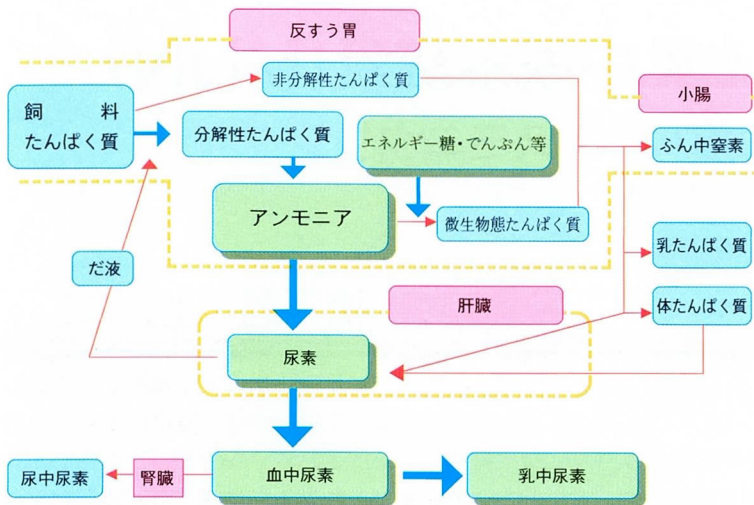 反すう胃
非分解性たんぱく質
小腸
飼　料
たんぱく質
分解性たんぱく質
エネルギー糖・でんぷん等
ふん中窒素
アンモニア
微生物態たんぱく質
乳たんぱく質
だ液
肝臓
体たんぱく質
尿素
尿中尿素
腎臓
血中尿素
乳中尿素